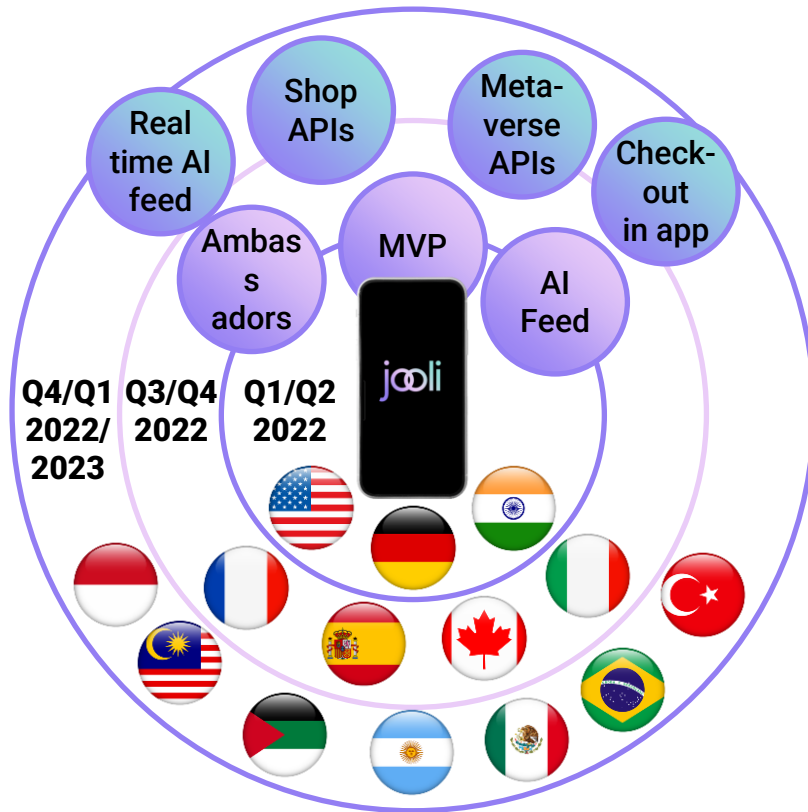 Real
time AI
feed
Shop
APIs
Meta-
verse
APIs
Check-
out
in app
Ambas
s
adors
MVP
AI
Feed
jooli
Q4/Q1
2022/
2023
Q3/Q4
2022
Q1/Q2
2022